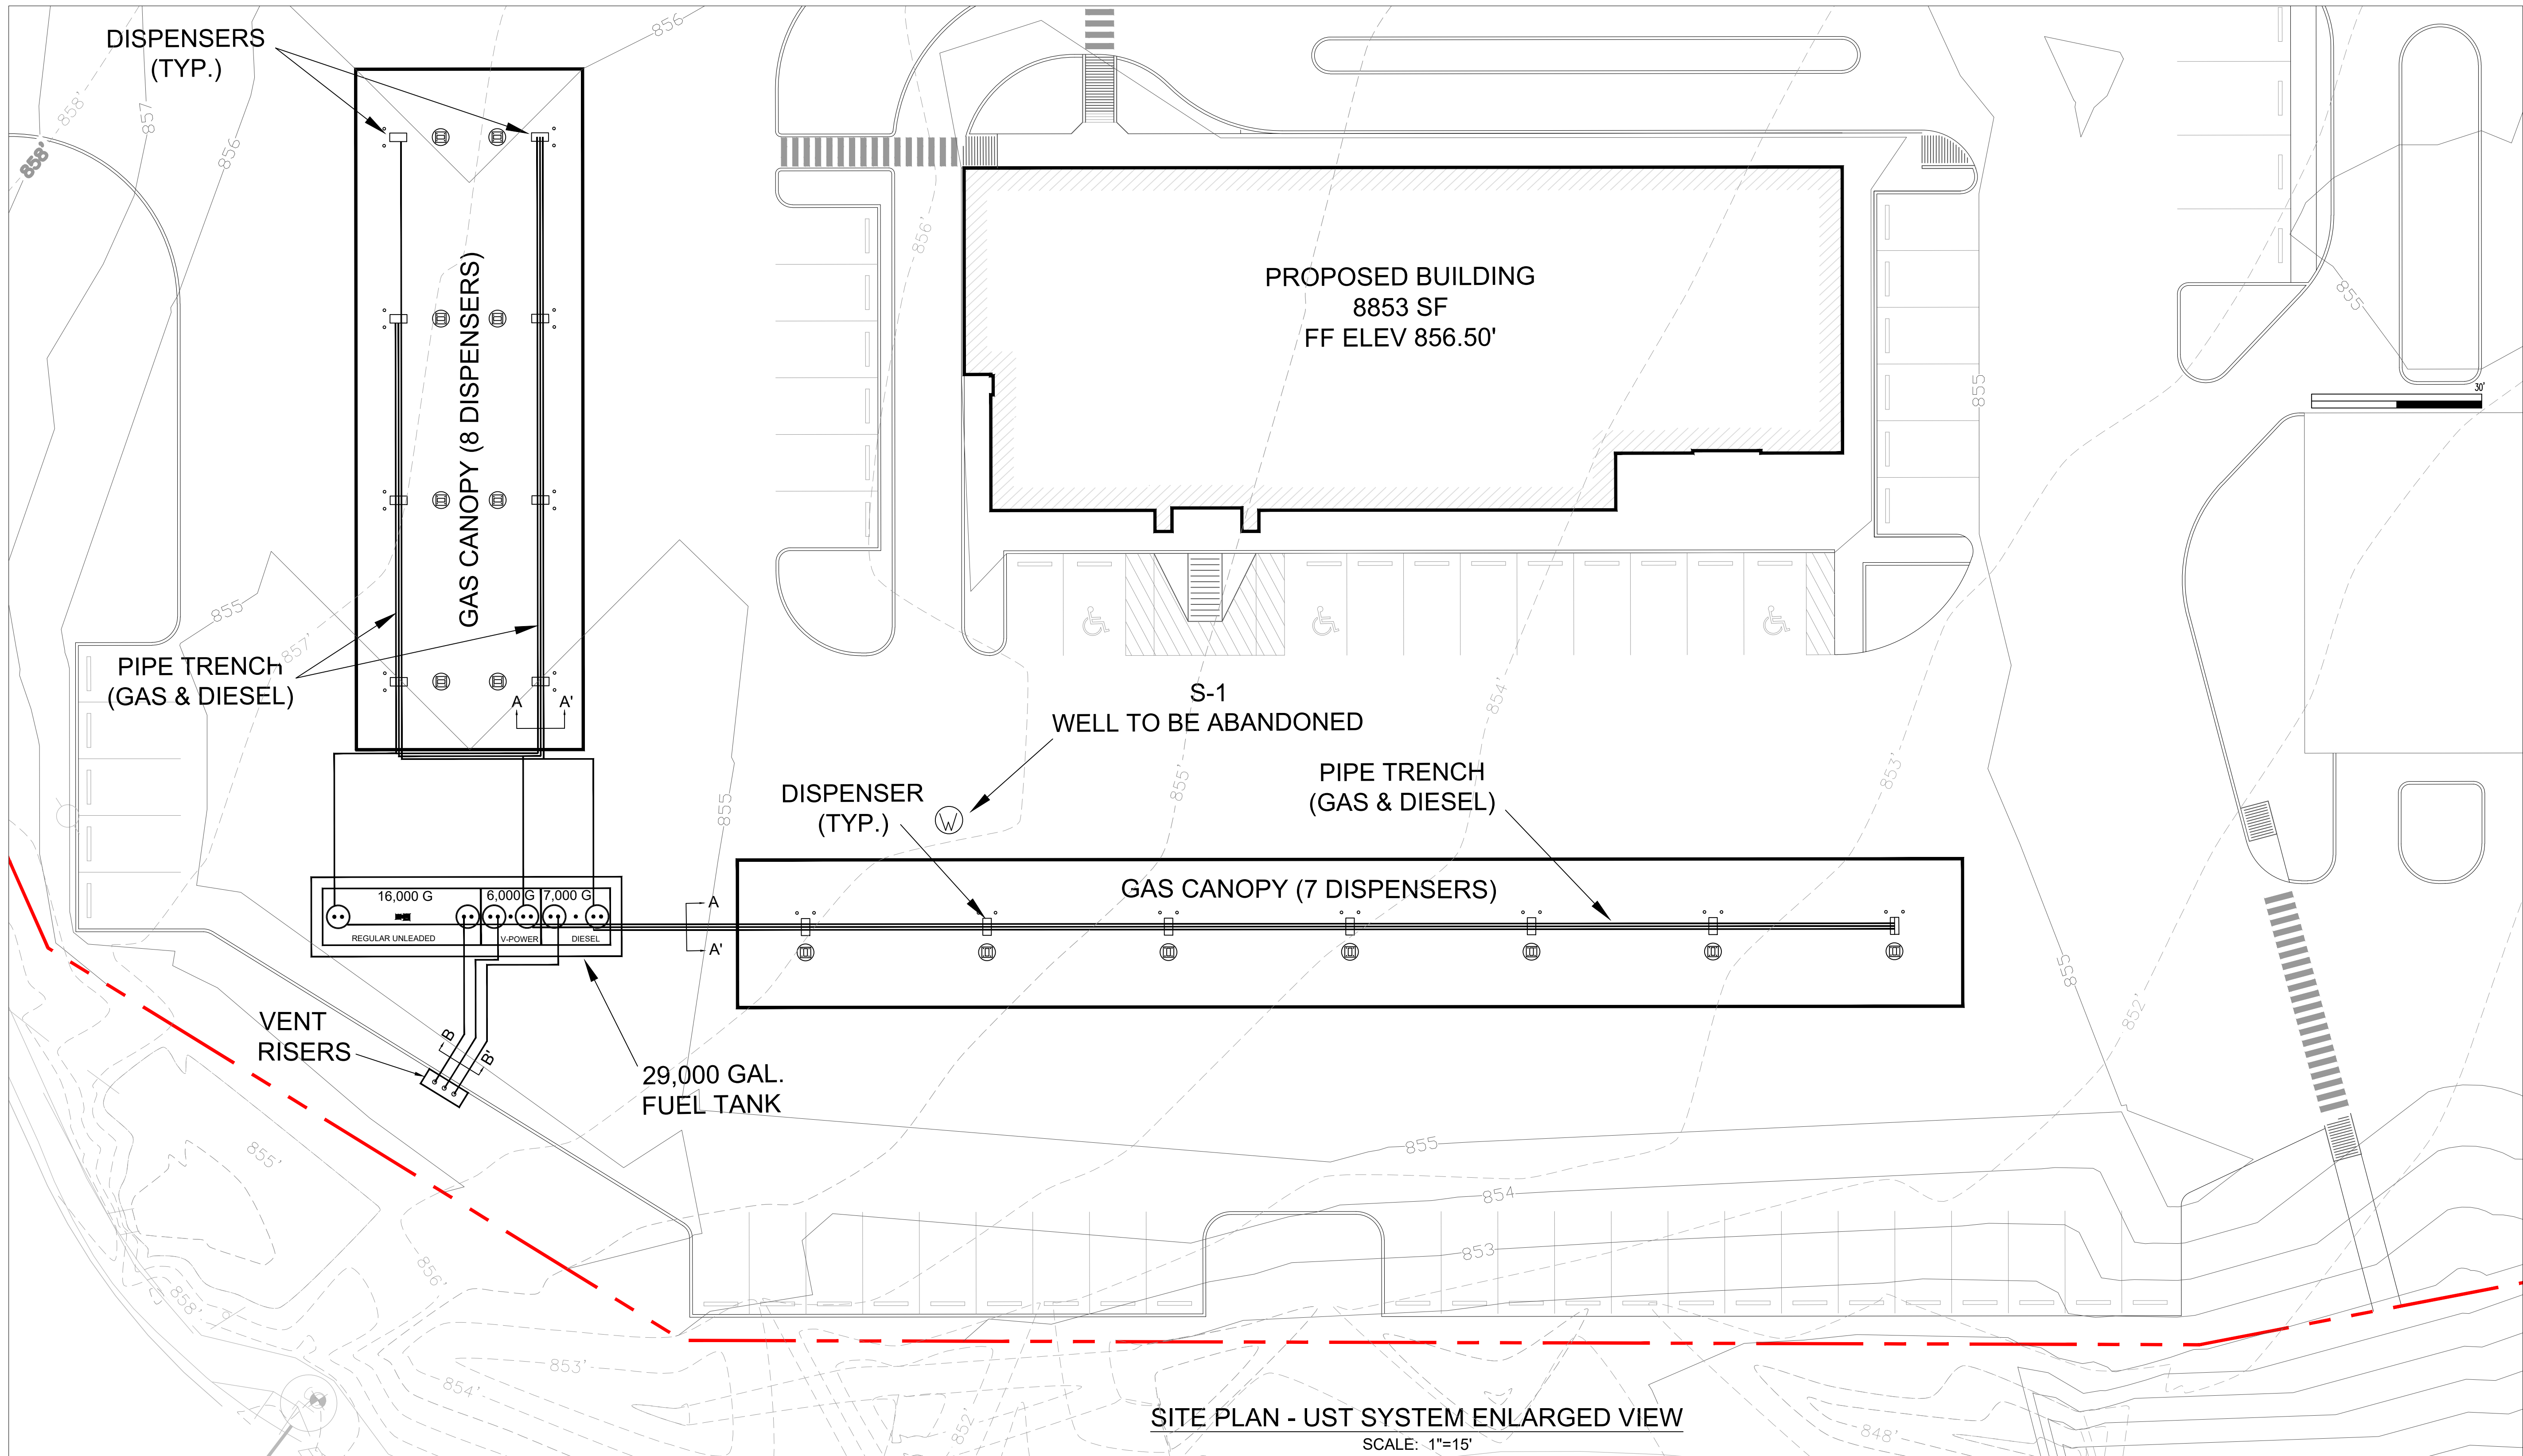 DISPENSERS
(TYP.)
856
858'
857
856
858'
GAS CANOPY (8 DISPENSERS)
856'
PROPOSED BUILDING
8853 SF
FF ELEV 856.50'
855
855
30'
855
857'
PIPE TRENCH
(GAS & DIESEL)
A A'
S-1
WELL TO BE ABANDONED
W
854'
855'
853'
855
DISPENSER
(TYP.)
PIPE TRENCH
(GAS & DIESEL)
16,000 G 6,000 G 7,000 G
REGULAR UNLEADED V-POWER DIESEL
A
A'
GAS CANOPY (7 DISPENSERS)
855
852'
VENT
RISERS
B
B'
29,000 GAL.
FUEL TANK
855'
855
854
853
856'
858'
853'
854'
852'
848'
SITE PLAN - UST SYSTEM ENLARGED VIEW
SCALE: 1"=15'